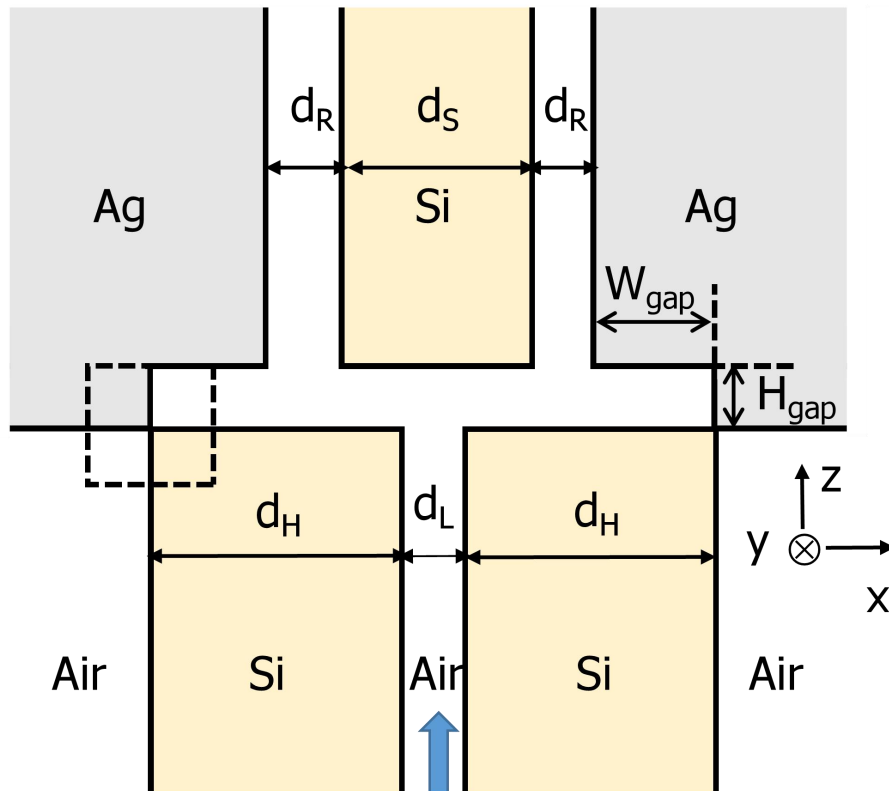 d_R d_S d_R
Ag Si Ag
W_gap
H_gap
d_H d_L d_H
z
y
x
Air Si Air Si Air